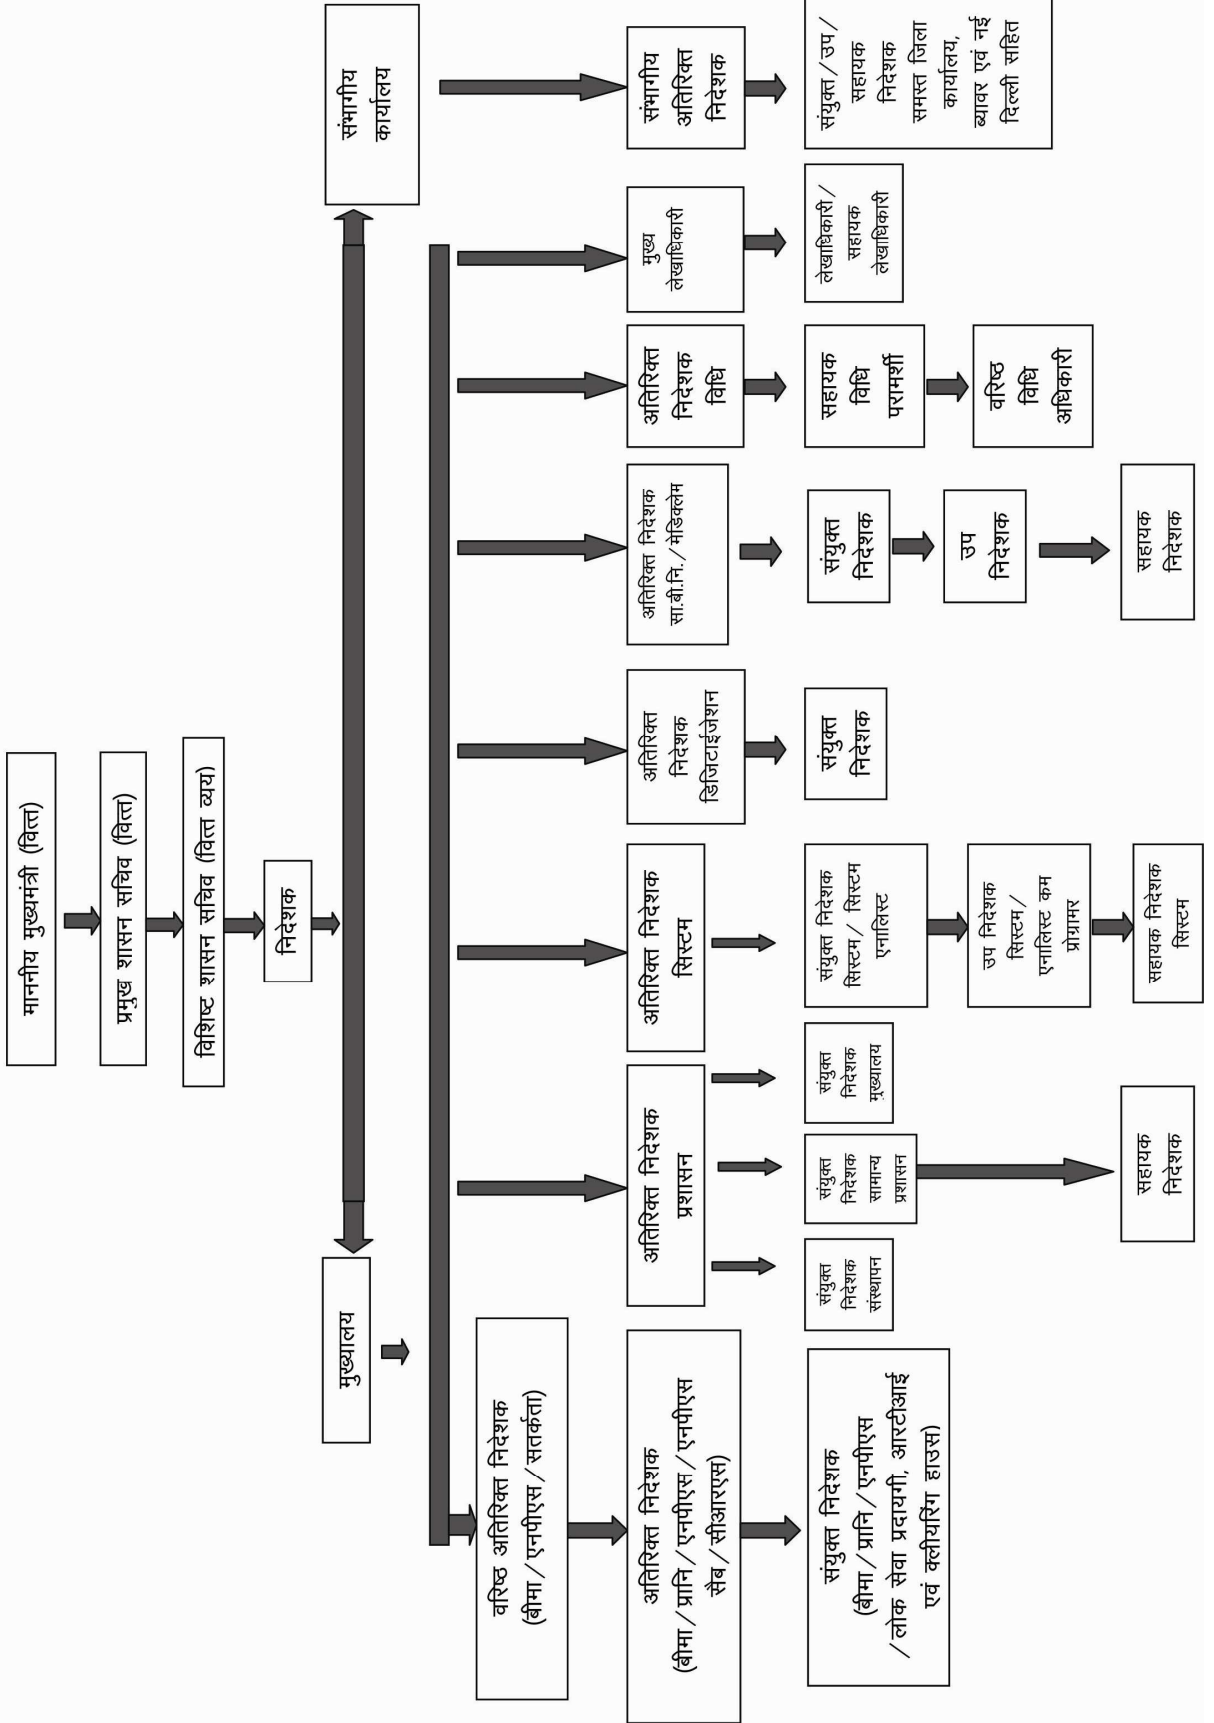 माननीय मुख्यमंत्री (वित्त)
प्रमुख शासन सचिव (वित्त)
विशिष्ट शासन सचिव (वित्त व्यय)
निदेशक
मुख्यालय
संभागीय
कार्यालय
वरिष्ठ अतिरिक्त निदेशक
(बीमा/एनपीएस/सतर्कता)
अतिरिक्त निदेशक
(बीमा/प्रानि/एनपीएस/एनपीएस
सैब/सीआरएस)
संयुक्त निदेशक
(बीमा/प्रानि/एनपीएस
/लोक सेवा प्रदायगी, आरटीआई
एवं क्लीयरिंग हाउस)
अतिरिक्त निदेशक
प्रशासन
संयुक्त
निदेशक
संस्थापन
संयुक्त
निदेशक
सामान्य
प्रशासन
संयुक्त
निदेशक
मुख्यालय
सहायक
निदेशक
अतिरिक्त निदेशक
सिस्टम
संयुक्त निदेशक
सिस्टम/ सिस्टम
एनालिस्ट
उप निदेशक
सिस्टम/
एनालिस्ट कम
प्रोग्रामर
सहायक निदेशक
सिस्टम
अतिरिक्त
निदेशक
डिजिटाईजेशन
संयुक्त
निदेशक
अतिरिक्त निदेशक
सा.बी.नि./मेडिक्लेम
संयुक्त
निदेशक
उप
निदेशक
सहायक
निदेशक
अतिरिक्त
निदेशक
विधि
सहायक
विधि
परामर्शी
वरिष्ठ
विधि
अधिकारी
मुख्य
लेखाधिकारी
लेखाधिकारी/
सहायक
लेखाधिकारी
संभागीय
अतिरिक्त
निदेशक
संयुक्त/उप/
सहायक
निदेशक
समस्त जिला
कार्यालय,
ब्यावर एवं नई
दिल्ली सहित